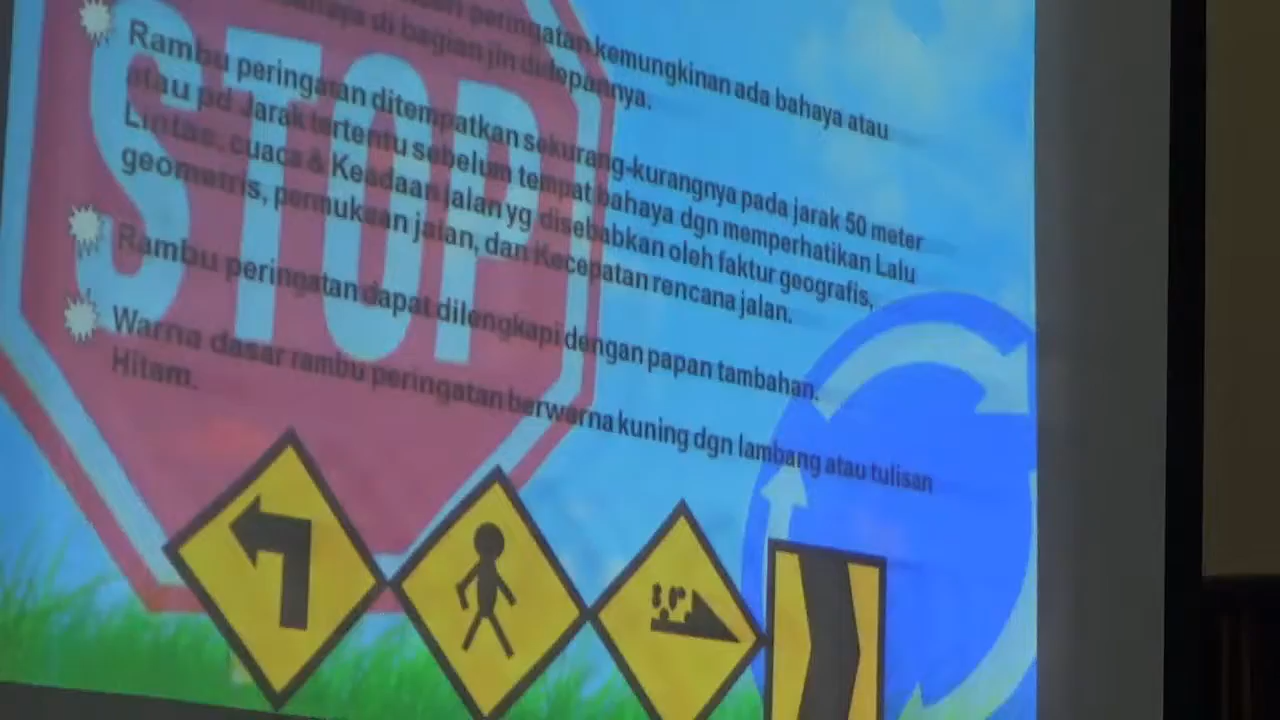 peringatan kemungkinan ada bahaya atau
di bagian jln didepannya.
Rambu peringatan ditempatkan sekurang-kurangnya pada jarak 50 meter
atau pd Jarak tertentu sebelum tempat bahaya dgn memperhatikan Lalu
Lintas, cuaca & Keadaan jalan yg disebabkan oleh faktur geografis,
geometris, permukaan jalan, dan Kecepatan rencana jalan.
Rambu peringatan dapat dilengkapi dengan papan tambahan.
Warna dasar rambu peringatan berwarna kuning dgn lambang atau tulisan
Hitam.
STOP